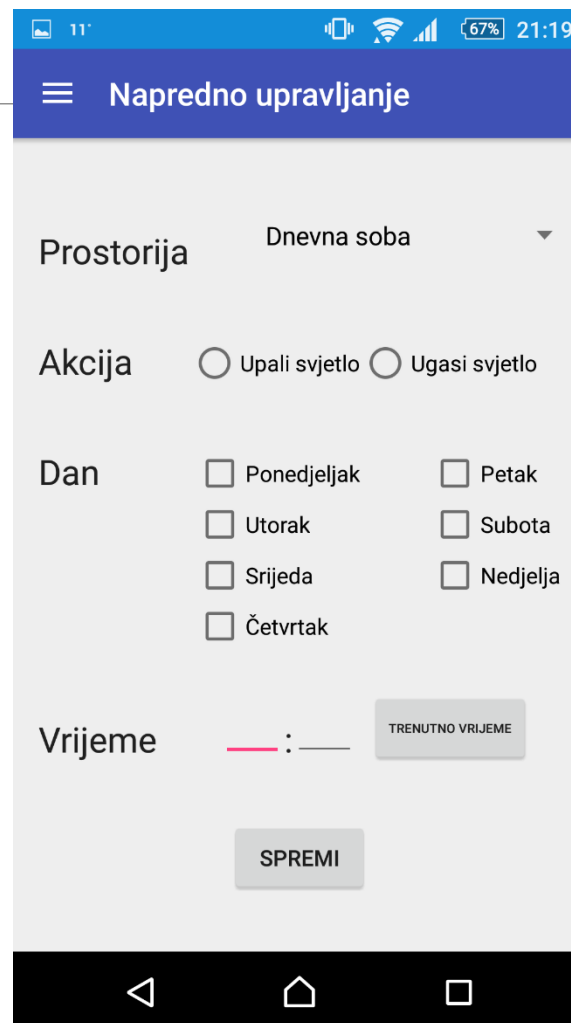 11° 67% 21:19
Napredno upravljanje
Prostorija Dnevna soba
Akcija Upali svjetlo Ugasi svjetlo
Dan Ponedjeljak Petak
Utorak Subota
Srijeda Nedjelja
Četvrtak
Vrijeme : TRENUTNO VRIJEME
SPREMI